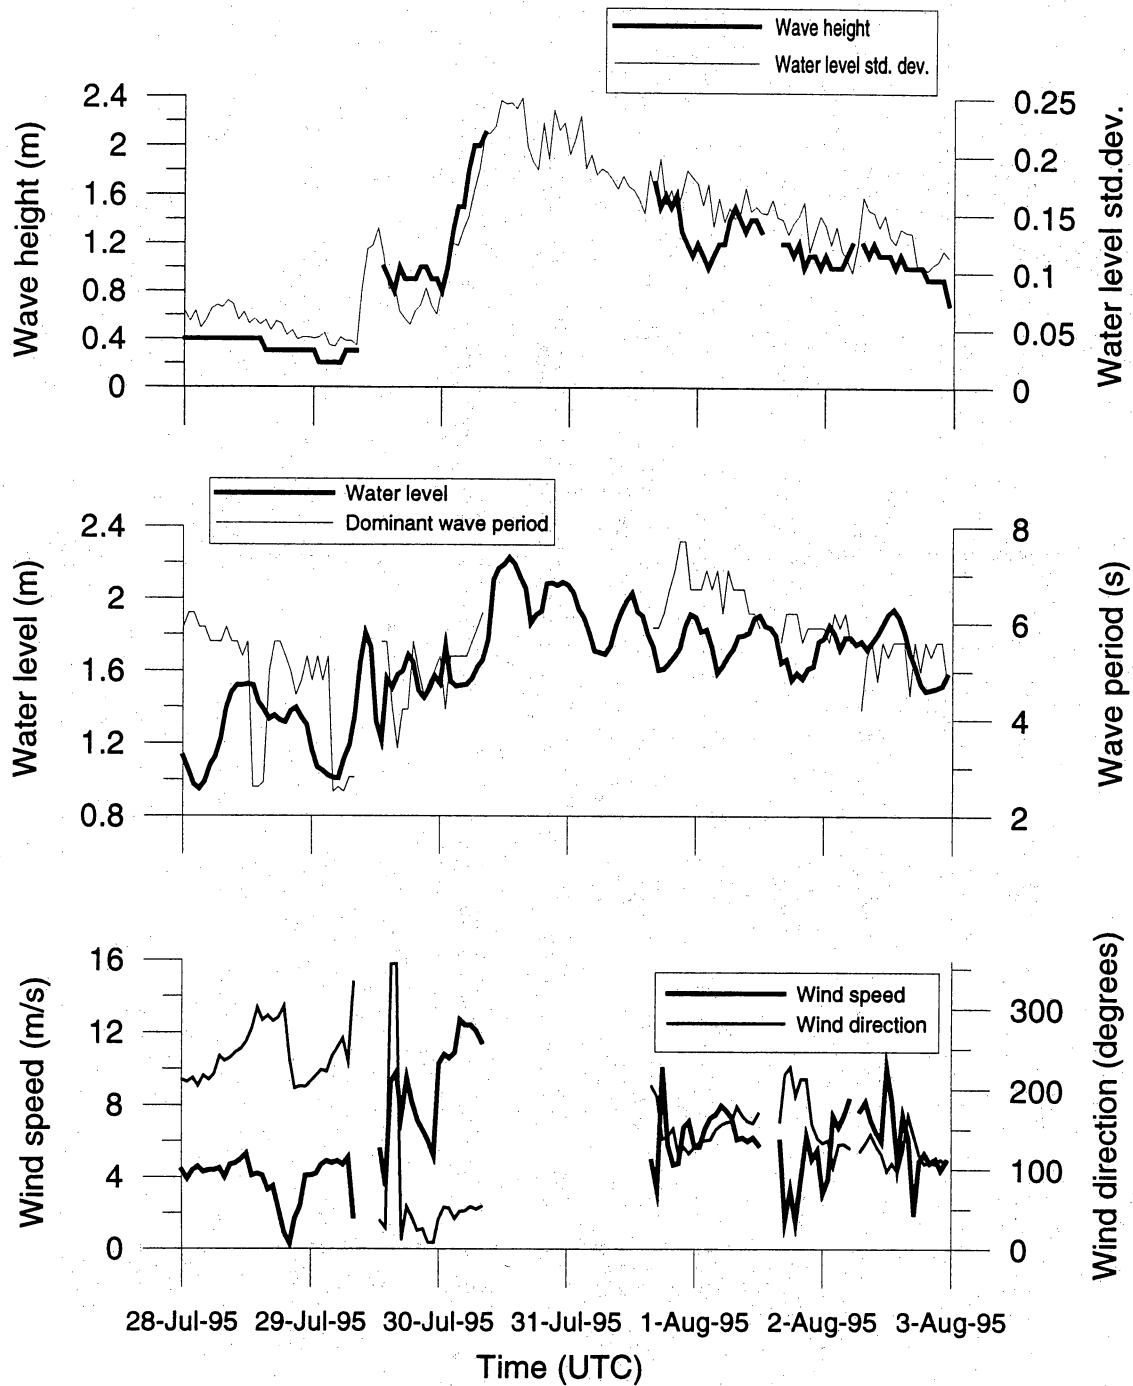 Wave height
Water level std. dev.
Wave height (m)
2.4
2
1.6
1.2
0.8
0.4
0
0.25
0.2
0.15
0.1
0.05
0
Water level std.dev.
Water level
Dominant wave period
Water level (m)
2.4
2
1.6
1.2
0.8
8
6
4
2
Wave period (s)
Wind speed
Wind direction
Wind speed (m/s)
16
12
8
4
0
300
200
100
0
Wind direction (degrees)
28-Jul-95 29-Jul-95 30-Jul-95 31-Jul-95 1-Aug-95 2-Aug-95 3-Aug-95
Time (UTC)